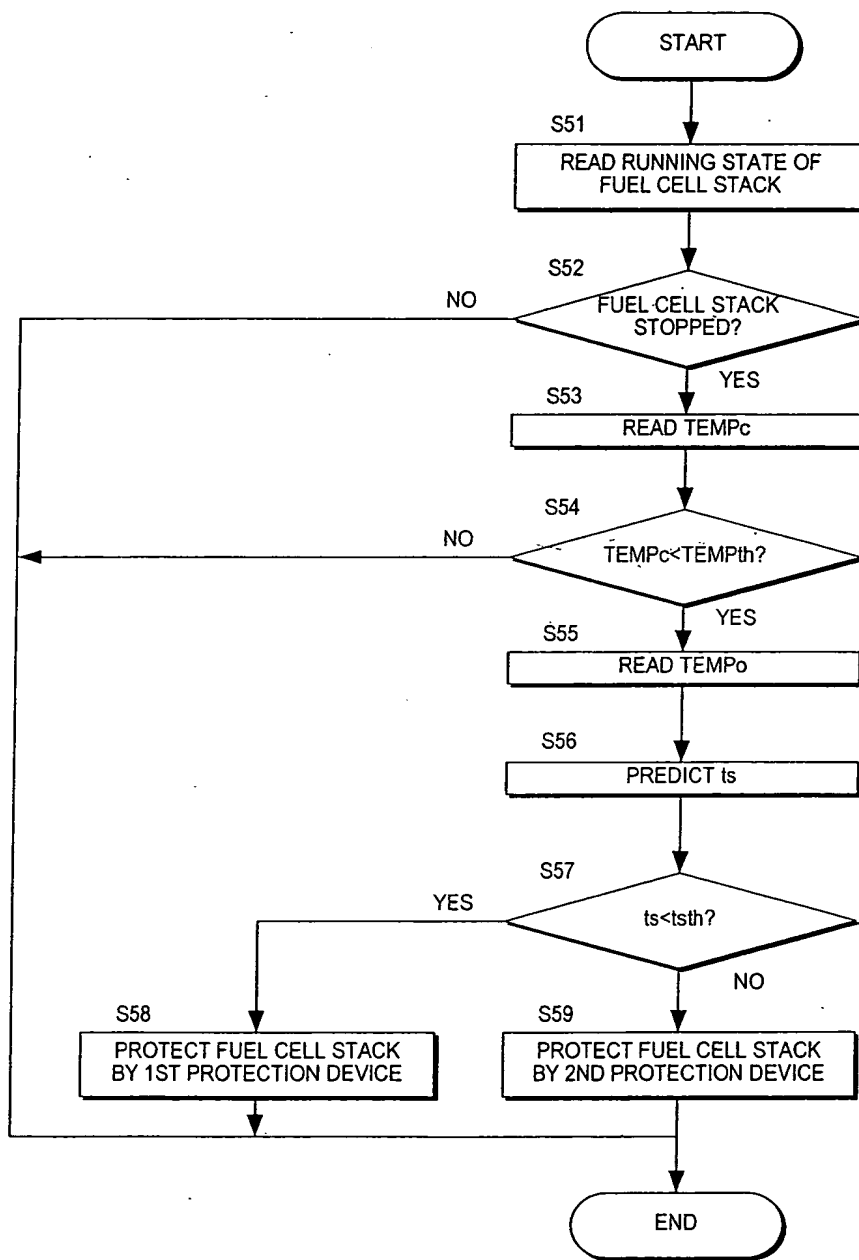 START
S51
READ RUNNING STATE OF
FUEL CELL STACK
S52
NO
FUEL CELL STACK
STOPPED?
YES
S53
READ TEMPc
S54
NO
TEMPc<TEMPth?
YES
S55
READ TEMPo
S56
PREDICT ts
S57
YES
ts<tsth?
NO
S58
PROTECT FUEL CELL STACK
BY 1ST PROTECTION DEVICE
S59
PROTECT FUEL CELL STACK
BY 2ND PROTECTION DEVICE
END